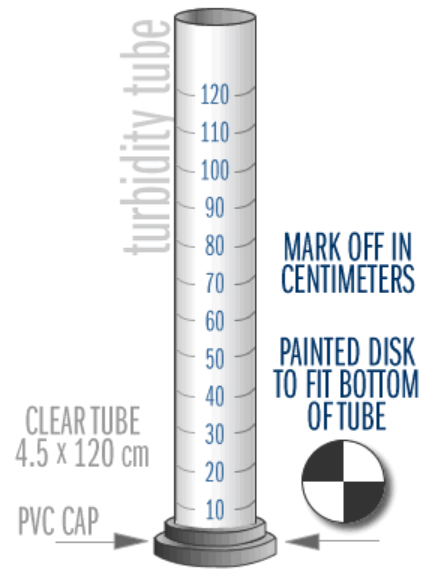 turbidity tube
120
110
100
90
80
70
60
50
40
30
20
10
MARK OFF IN
CENTIMETERS
PAINTED DISK
TO FIT BOTTOM
OF TUBE
CLEAR TUBE
4.5 x 120 cm
PVC CAP